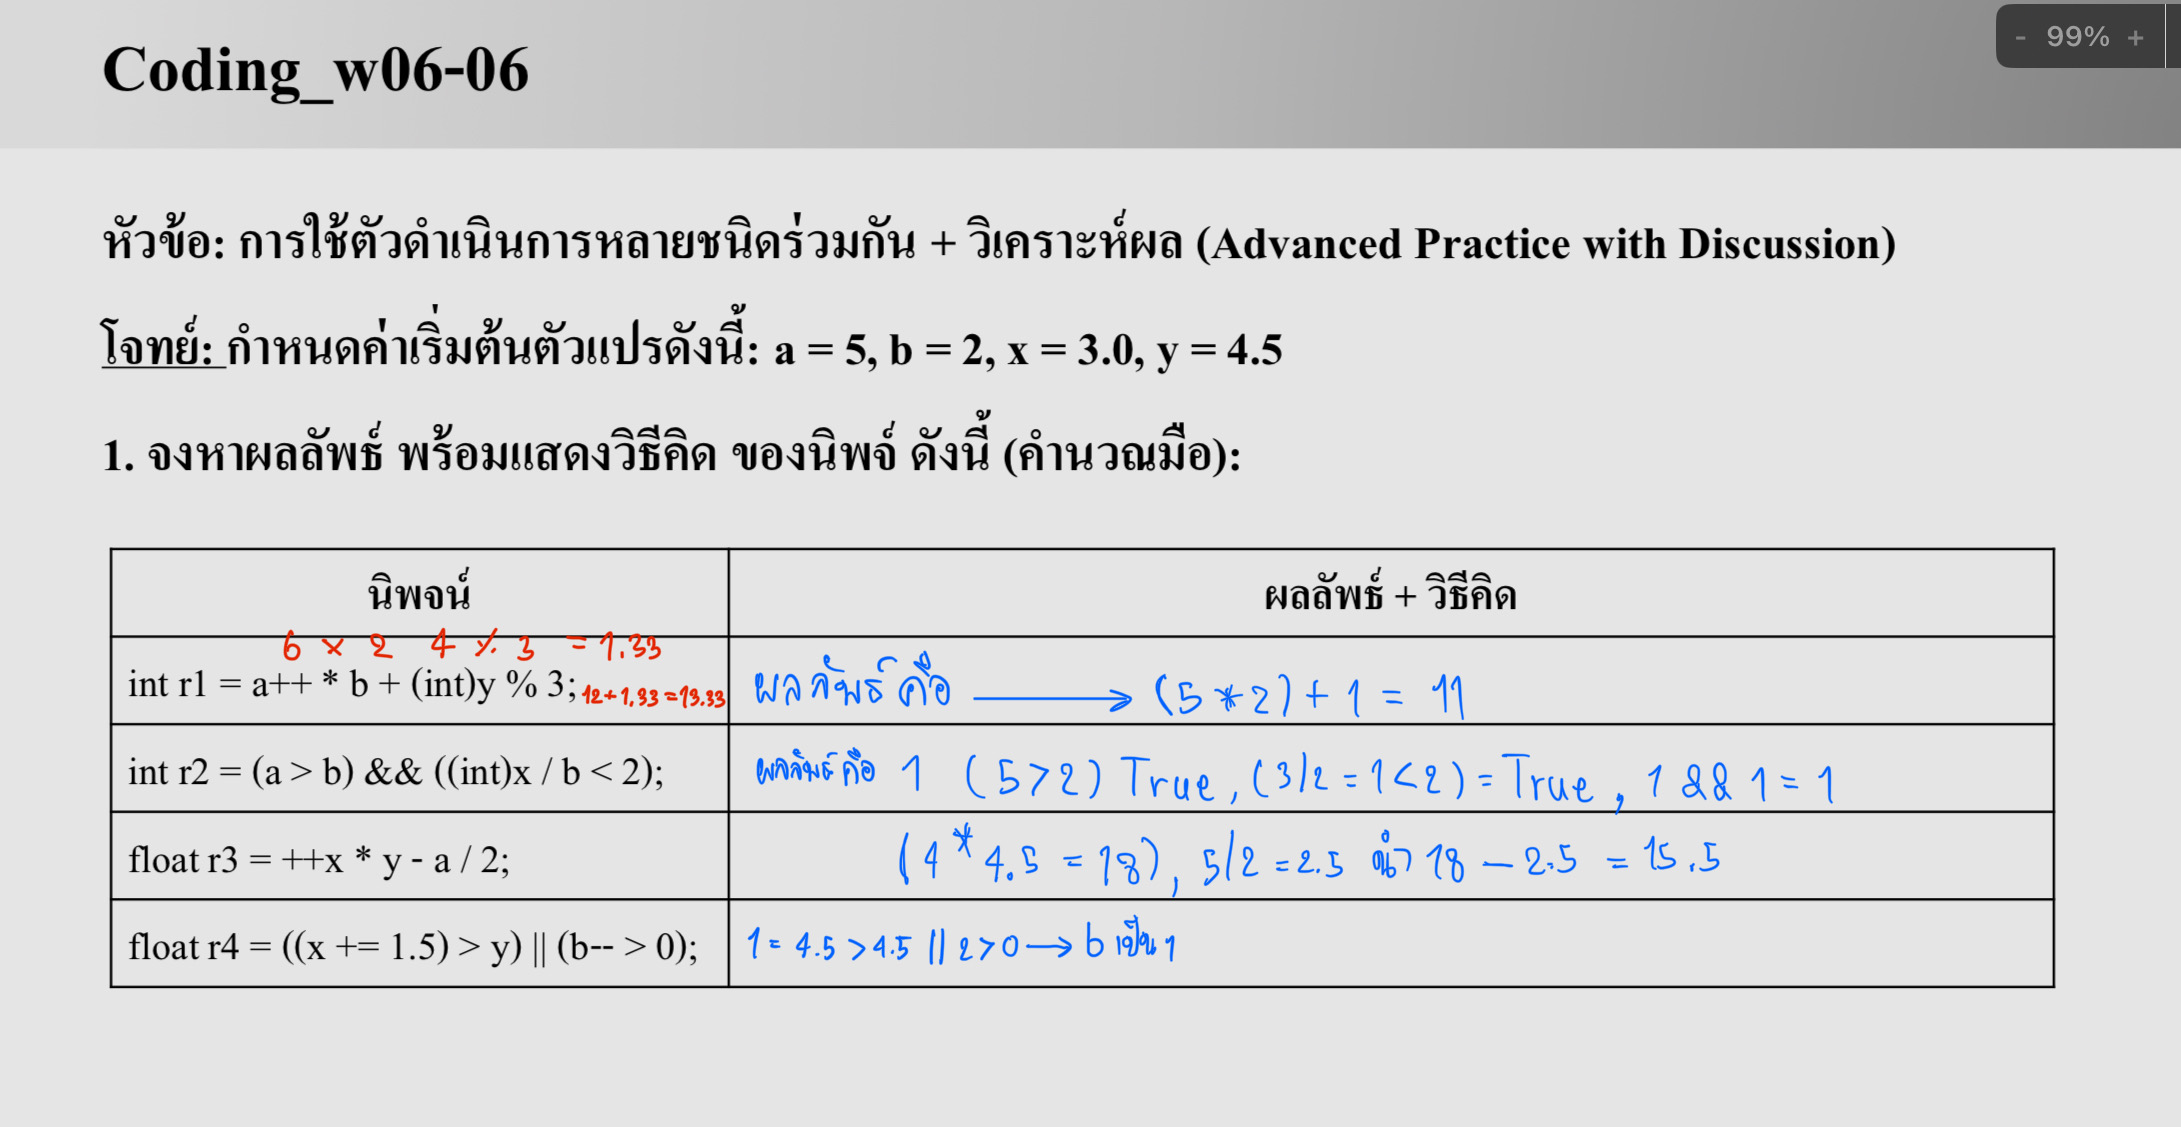 Coding_w06-06
- 99% +
หัวข้อ: การใช้ตัวดำเนินการหลายชนิดร่วมกัน + วิเคราะห์ผล (Advanced Practice with Discussion)
โจทย์: กำหนดค่าเริ่มต้นตัวแปรดังนี้: a = 5, b = 2, x = 3.0, y = 4.5
1. จงหาผลลัพธ์ พร้อมแสดงวิธีคิด ของนิพจ์ ดังนี้ (คำนวณมือ):
นิพจน์
ผลลัพธ์ + วิธีคิด
6 × 2 4 % 3 = 1.33
int r1 = a++ * b + (int)y % 3; 12+1.33=13.33
ผลลัพธ์ คือ → (5*2)+1 = 11
int r2 = (a > b) && ((int)x / b < 2);
ผลลัพธ์ คือ 1 (5>2) True, (3/2=1<2)=True, 1 && 1 = 1
float r3 = ++x * y - a / 2;
(4*4.5 = 18), 5/2=2.5 นำ 18 - 2.5 = 15.5
float r4 = ((x += 1.5) > y) || (b-- > 0);
1 = 4.5 > 4.5 || 2 > 0 → b เป็น 1